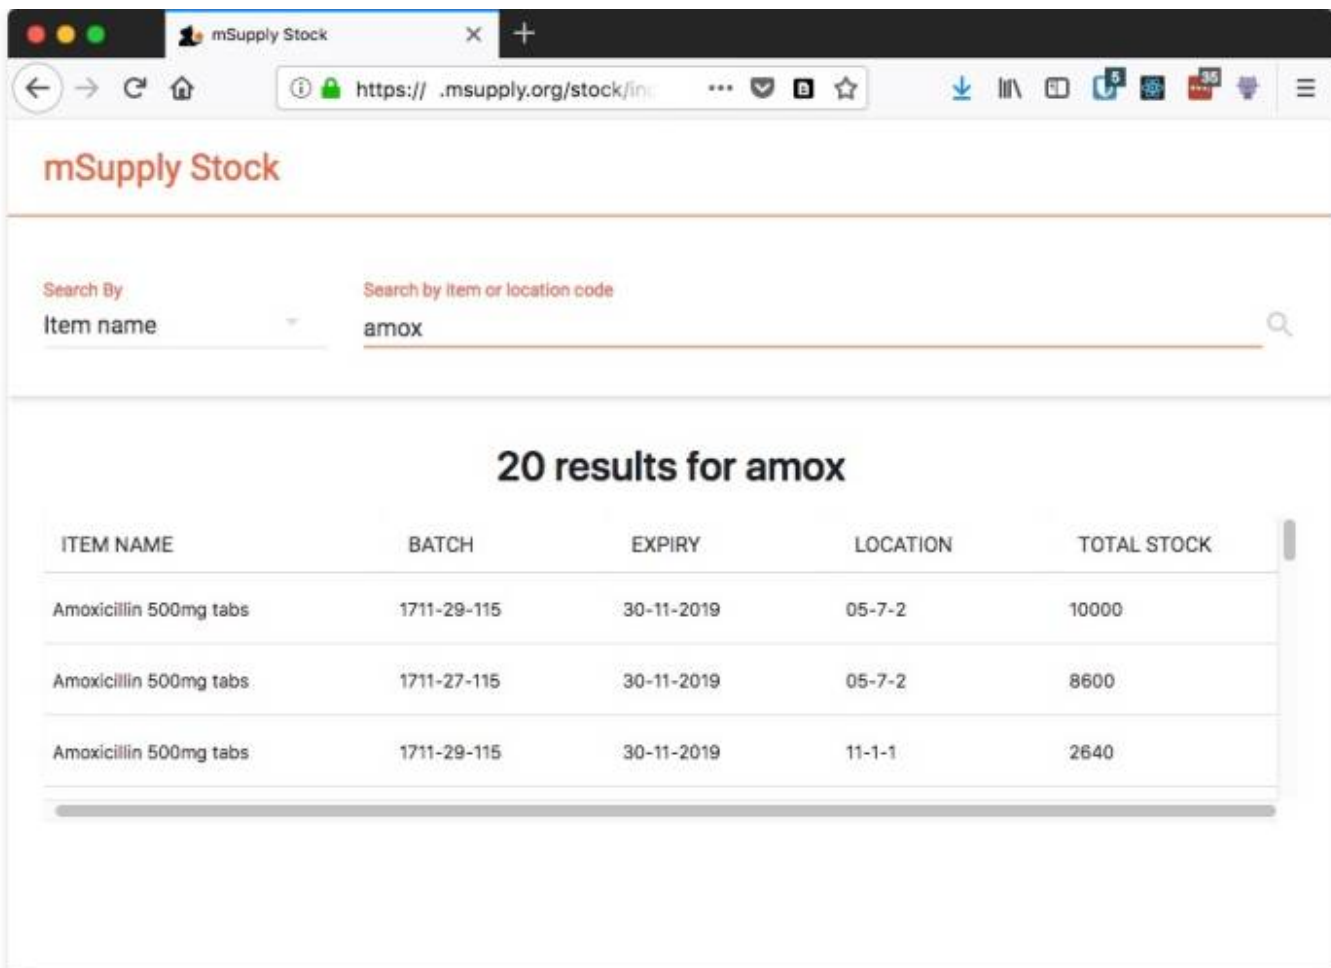 mSupply Stock
https:// .msupply.org/stock/in
5
35
mSupply Stock
Search By
Search by item or location code
Item name
amox
20 results for amox
ITEM NAME BATCH EXPIRY LOCATION TOTAL STOCK
Amoxicillin 500mg tabs 1711-29-115 30-11-2019 05-7-2 10000
Amoxicillin 500mg tabs 1711-27-115 30-11-2019 05-7-2 8600
Amoxicillin 500mg tabs 1711-29-115 30-11-2019 11-1-1 2640